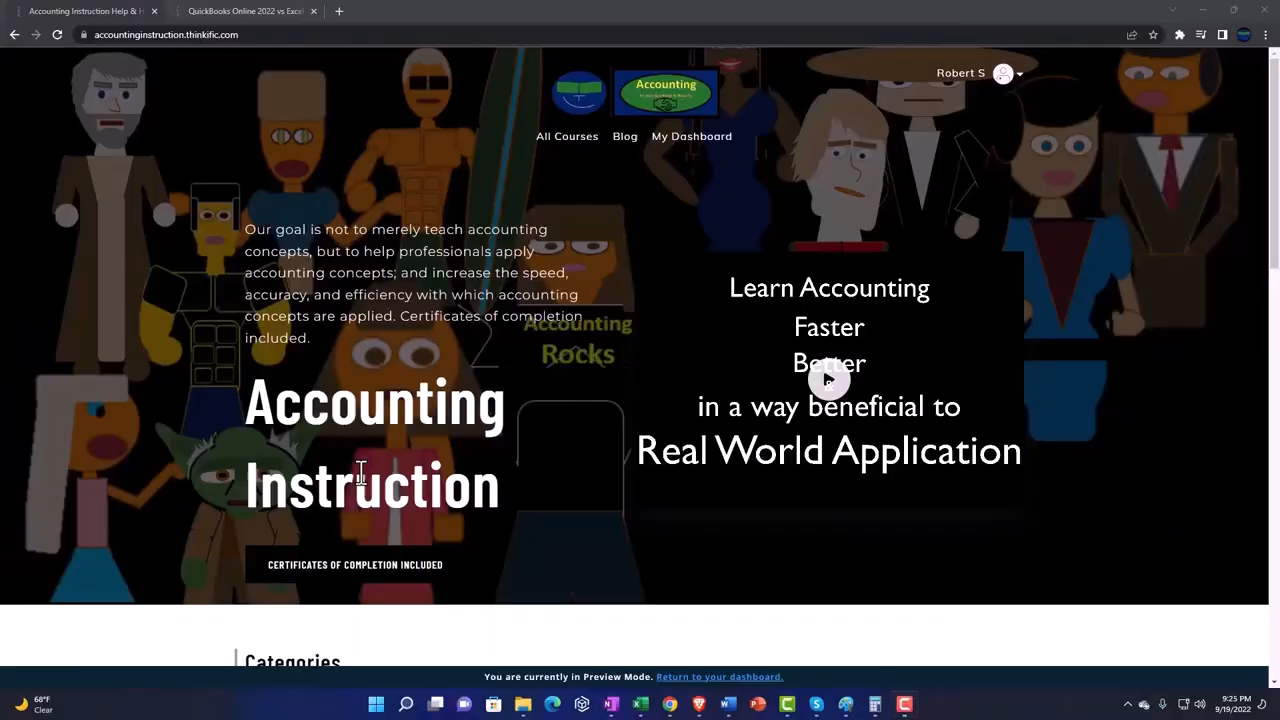 Accounting Instruction Help & H
QuickBooks Online 2022 vs Excel
accountinginstruction.thinkific.com
Robert S
Accounting
All Courses
Blog
My Dashboard
Our goal is not to merely teach accounting
concepts, but to help professionals apply
accounting concepts; and increase the speed,
accuracy, and efficiency with which accounting
concepts are applied. Certificates of completion
included.
Accounting
Rocks
Learn Accounting
Faster
Better
&
in a way beneficial to
Real World Application
Accounting
Instruction
CERTIFICATES OF COMPLETION INCLUDED
Categories
You are currently in Preview Mode. Return to your dashboard.
68°F
Clear
9:25 PM
9/19/2022